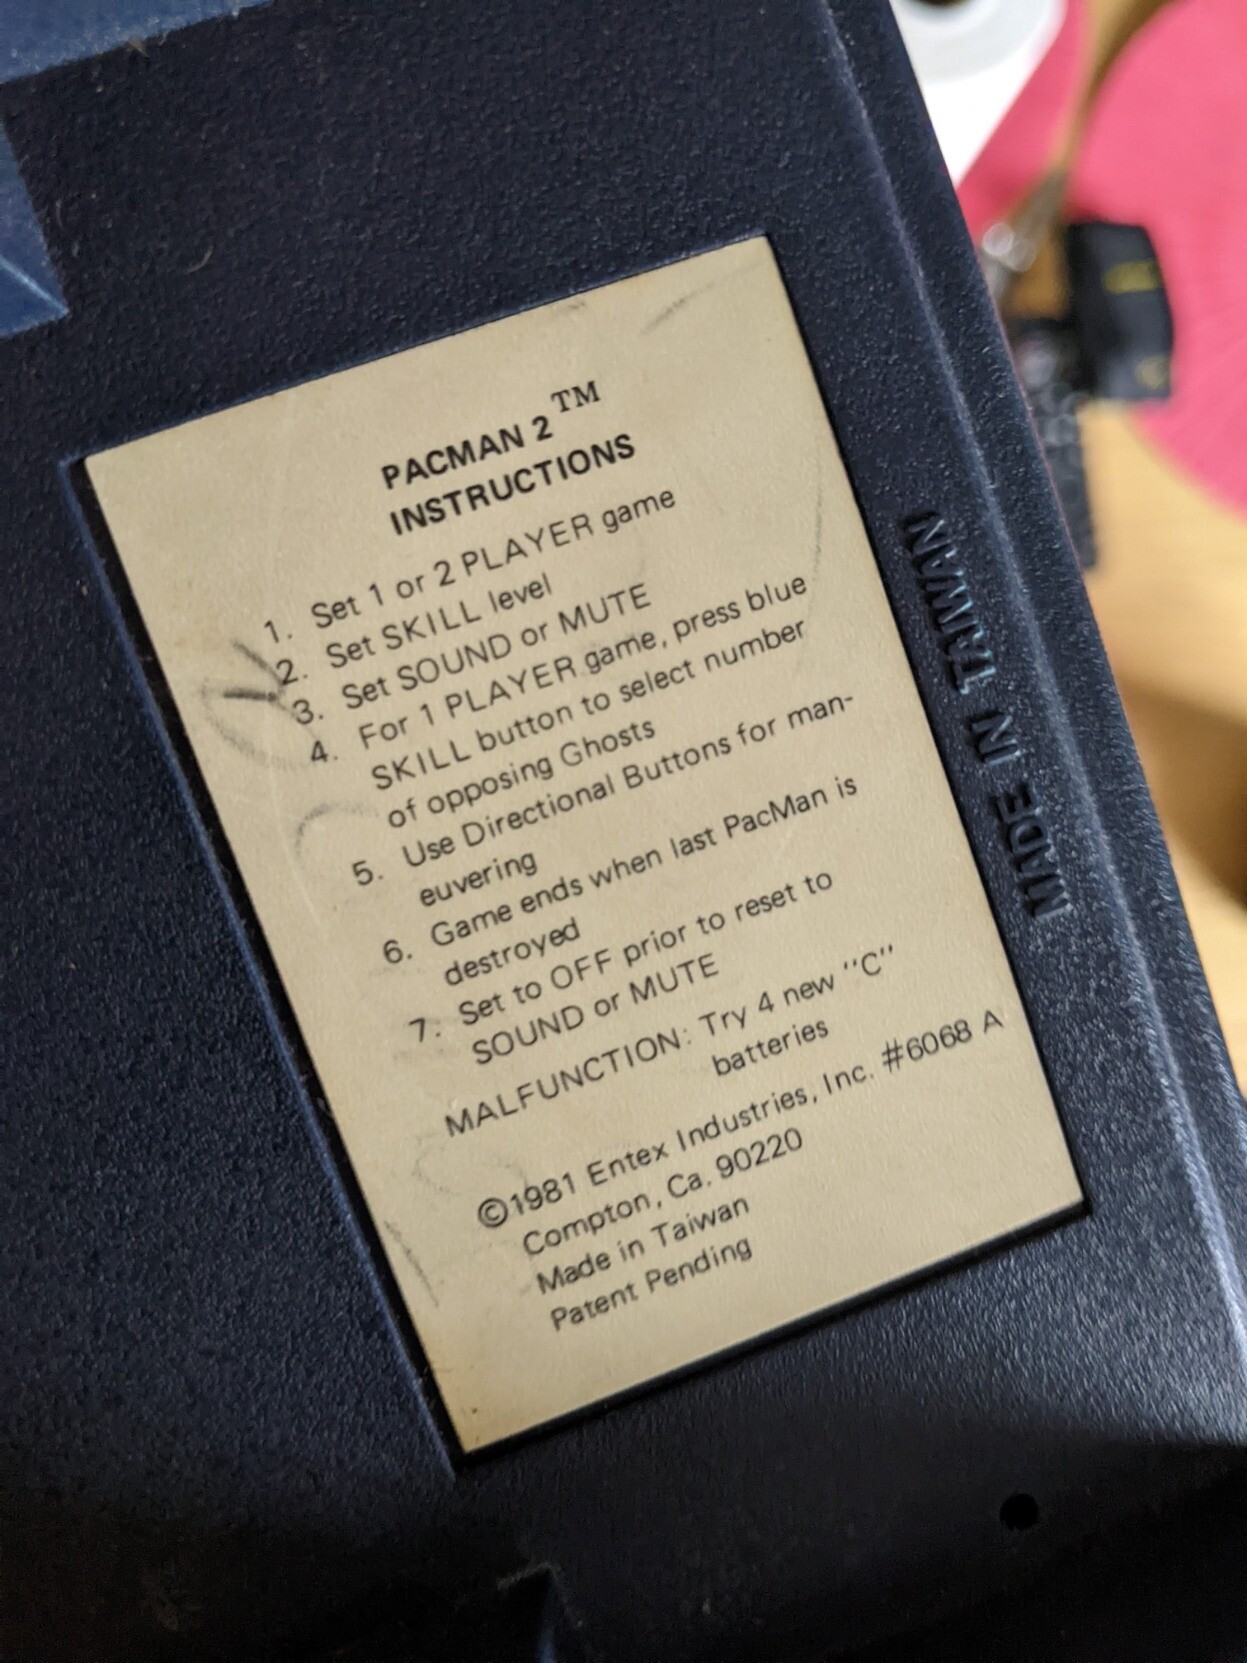 PACMAN 2 TM
INSTRUCTIONS
1. Set 1 or 2 PLAYER game
2. Set SKILL level
3. Set SOUND or MUTE
4. For 1 PLAYER game, press blue
SKILL button to select number
of opposing Ghosts
5. Use Directional Buttons for man-
euvering
6. Game ends when last PacMan is
destroyed
7. Set to OFF prior to reset to
SOUND or MUTE
MALFUNCTION: Try 4 new "C"
batteries
©1981 Entex Industries, Inc. #6068 A
Compton, Ca. 90220
Made in Taiwan
Patent Pending
MADE IN TAIWAN